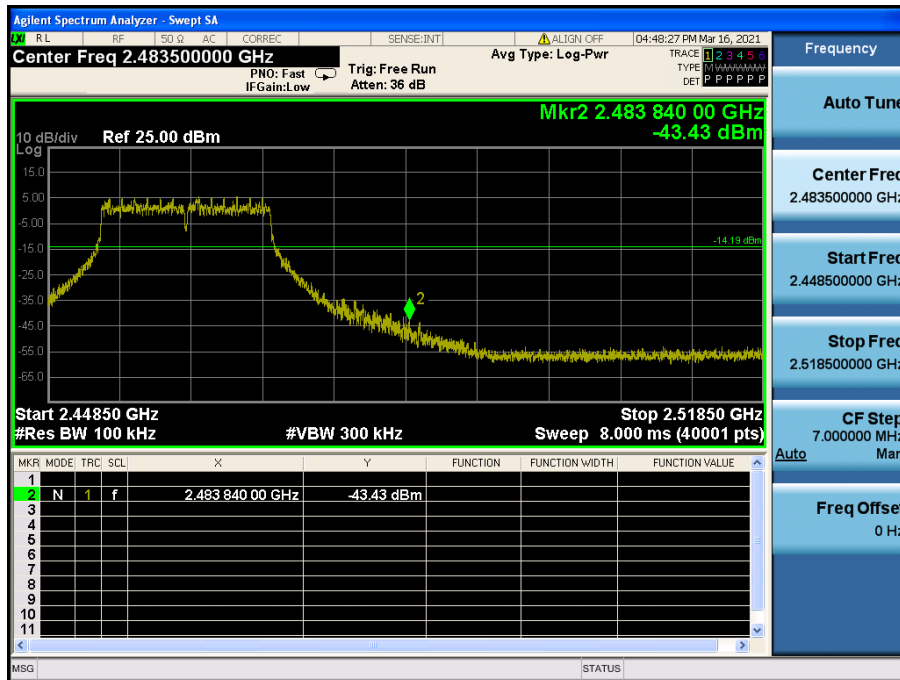 Agilent Spectrum Analyzer - Swept SA
LXI RL RF 50 Ω AC CORREC SENSE:INT ALIGN OFF 04:48:27 PM Mar 16, 2021
Center Freq 2.483500000 GHz Avg Type: Log-Pwr TRACE 1 2 3 4 5 6
PNO: Fast Trig: Free Run TYPE M W W W W W
IFGain:Low Atten: 36 dB DET P P P P P P
Mkr2 2.483 840 00 GHz
10 dB/div Ref 25.00 dBm -43.43 dBm
Log
15.0
5.00
-5.00
-15.0 -14.19 dBm
-25.0
-35.0 2
-45.0
-55.0
-65.0
Start 2.44850 GHz Stop 2.51850 GHz
#Res BW 100 kHz #VBW 300 kHz Sweep 8.000 ms (40001 pts)
MKR MODE TRC SCL X Y FUNCTION FUNCTION WIDTH FUNCTION VALUE
1
2 N 1 f 2.483 840 00 GHz -43.43 dBm
3
4
5
6
7
8
9
10
11
MSG STATUS
Frequency
Auto Tune
Center Freq
2.483500000 GHz
Start Freq
2.448500000 GHz
Stop Freq
2.518500000 GHz
CF Step
7.000000 MHz
Auto Man
Freq Offset
0 Hz